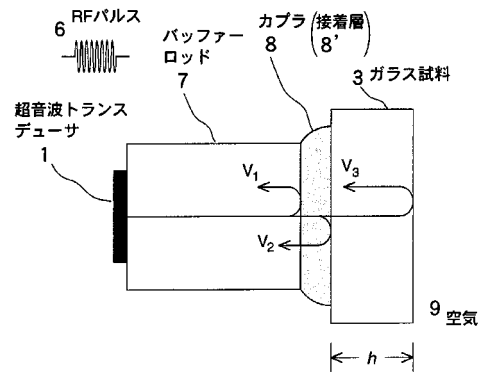 6 RFパルス
バッファー
ロッド
7
カプラ(接着層)
8 8'
3 ガラス試料
超音波トランス
デューサ
1
V1
V3
V2
9 空気
h